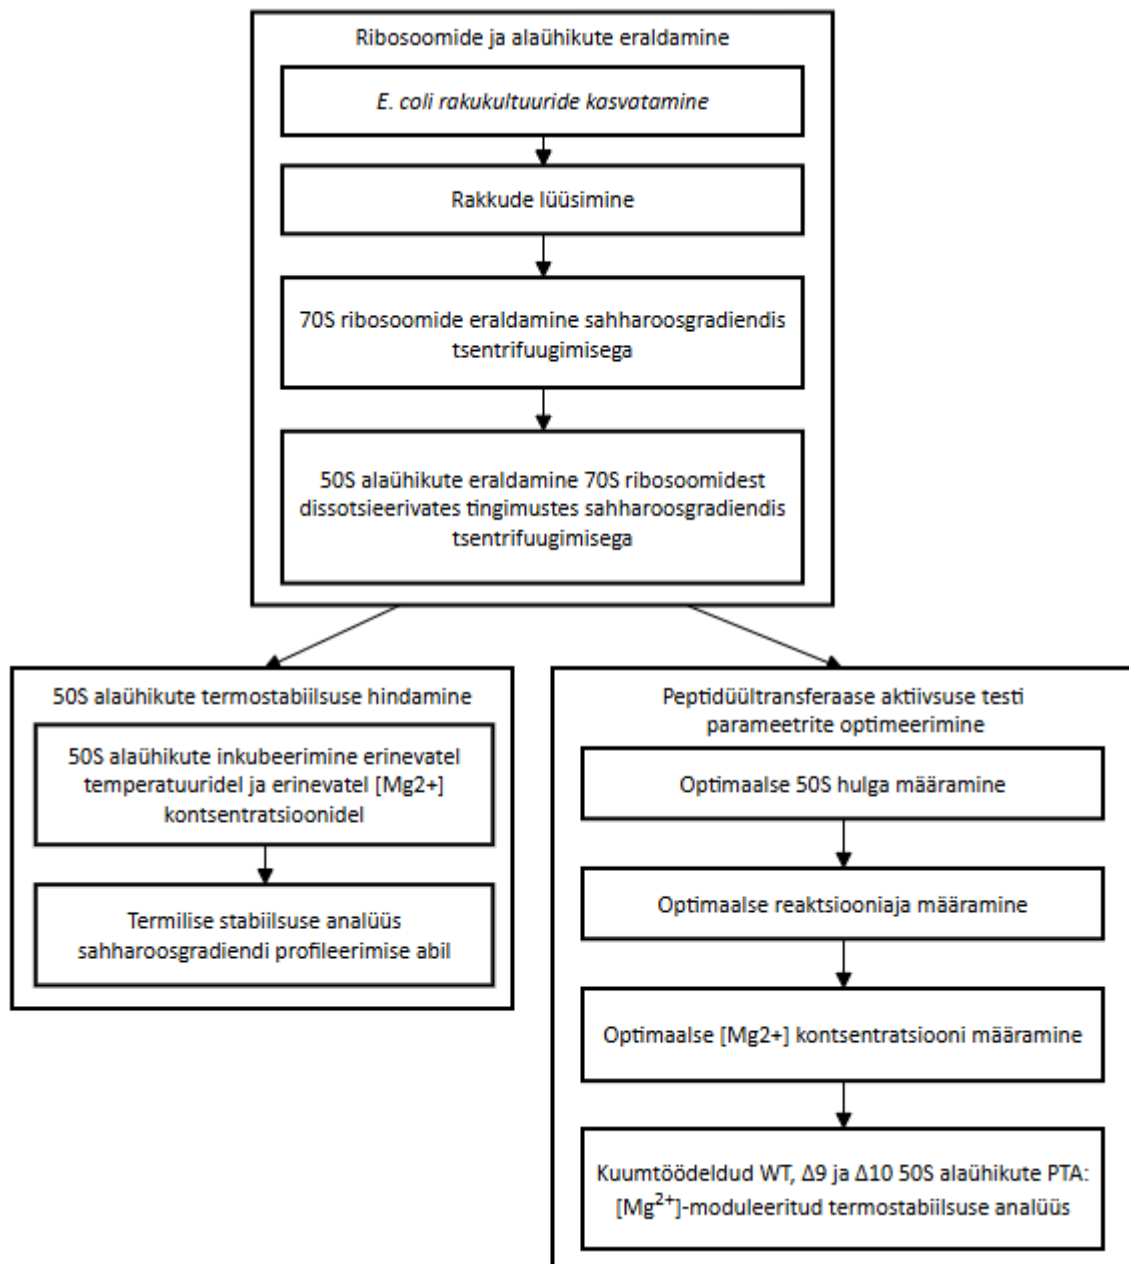 Ribosoomide ja alaühikute eraldamine
E. coli rakukultuuride kasvatamine
Rakkude lüüsimine
70S ribosoomide eraldamine sahharoosgradiendis
tsentrifuugimisega
50S alaühikute eraldamine 70S ribosoomidest
dissotsieerivates tingimustes sahharoosgradiendis
tsentrifuugimisega
50S alaühikute termostabiilsuse hindamine
50S alaühikute inkubeerimine erinevatel
temperatuuridel ja erinevatel [Mg2+]
kontsentratsioonidel
Termilise stabiilsuse analüüs
sahharoosgradiendi profileerimise abil
Peptidüültransferaase aktiivsuse testi
parameetrite optimeerimine
Optimaalse 50S hulga määramine
Optimaalse reaktsiooniaja määramine
Optimaalse [Mg2+] kontsentratsiooni määramine
Kuumtöödeldud WT, Δ9 ja Δ10 50S alaühikute PTA:
[Mg²⁺]-moduleeritud termostabiilsuse analüüs